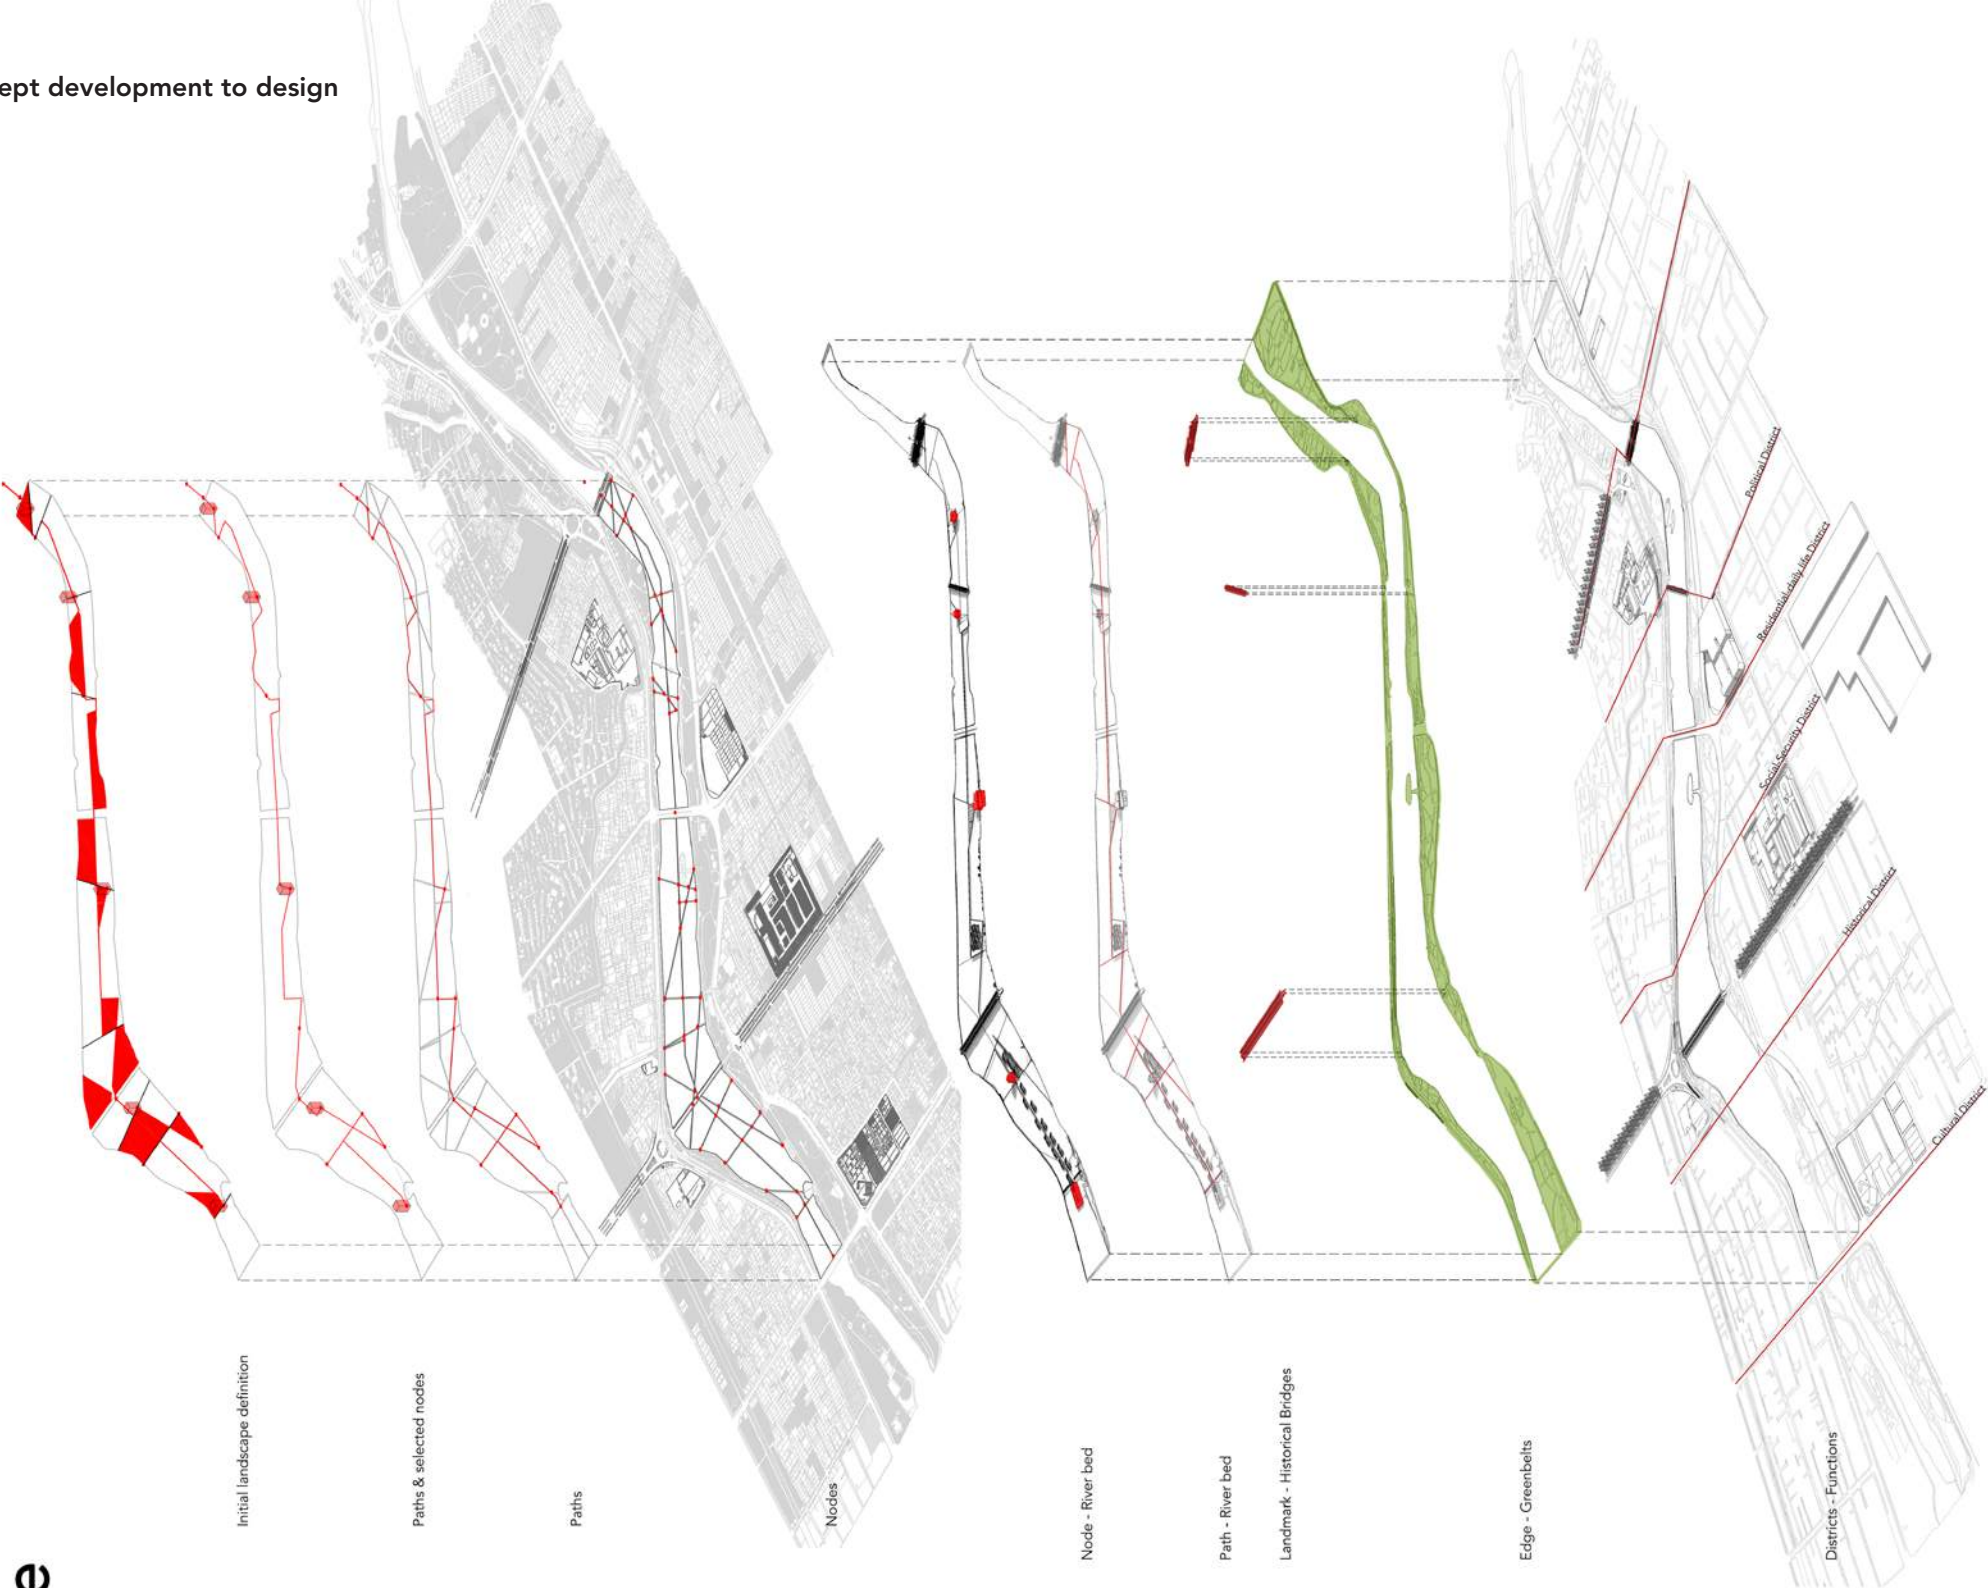 ept development to design
Initial landscape definition
Paths & selected nodes
Paths
Nodes
Node - River bed
Path - River bed
Landmark - Historical Bridges
Edge - Greenbelts
Districts - Functions
Political District
Residential daily life District
Social Security District
Historical District
Cultural District
e